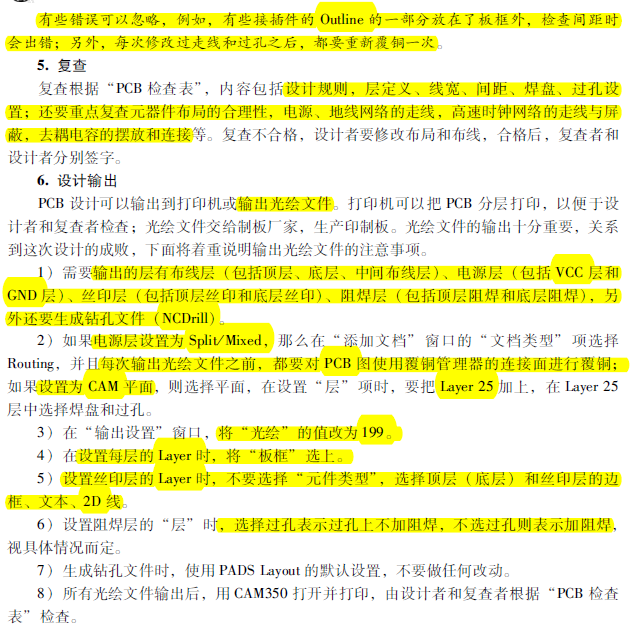 有些错误可以忽略，例如，有些接插件的 Outline 的一部分放在了板框外，检查间距时
会出错；另外，每次修改过走线和过孔之后，都要重新覆铜一次。
5. 复查
复查根据“PCB 检查表”，内容包括设计规则，层定义、线宽、间距、焊盘、过孔设
置；还要重点复查元器件布局的合理性，电源、地线网络的走线，高速时钟网络的走线与屏
蔽，去耦电容的摆放和连接等。复查不合格，设计者要修改布局和布线，合格后，复查者和
设计者分别签字。
6. 设计输出
PCB 设计可以输出到打印机或输出光绘文件。打印机可以把 PCB 分层打印，以便于设
计者和复查者检查；光绘文件交给制板厂家，生产印制板。光绘文件的输出十分重要，关系
到这次设计的成败，下面将着重说明输出光绘文件的注意事项。
1）需要输出的层有布线层（包括顶层、底层、中间布线层）、电源层（包括 VCC 层和
GND 层）、丝印层（包括顶层丝印和底层丝印）、阻焊层（包括顶层阻焊和底层阻焊），另
外还要生成钻孔文件（NCDrill）。
2）如果电源层设置为 Split/Mixed，那么在“添加文档”窗口的“文档类型”项选择
Routing，并且每次输出光绘文件之前，都要对 PCB 图使用覆铜管理器的连接面进行覆铜；
如果设置为 CAM 平面，则选择平面，在设置“层”项时，要把 Layer 25 加上，在 Layer 25
层中选择焊盘和过孔。
3）在“输出设置”窗口，将“光绘”的值改为 199。
4）在设置每层的 Layer 时，将“板框”选上。
5）设置丝印层的 Layer 时，不要选择“元件类型”，选择顶层（底层）和丝印层的边
框、文本、2D 线。
6）设置阻焊层的“层”时，选择过孔表示过孔上不加阻焊，不选过孔则表示加阻焊，
视具体情况而定。
7）生成钻孔文件时，使用 PADS Layout 的默认设置，不要做任何改动。
8）所有光绘文件输出后，用 CAM350 打开并打印，由设计者和复查者根据“PCB 检查
表”检查。